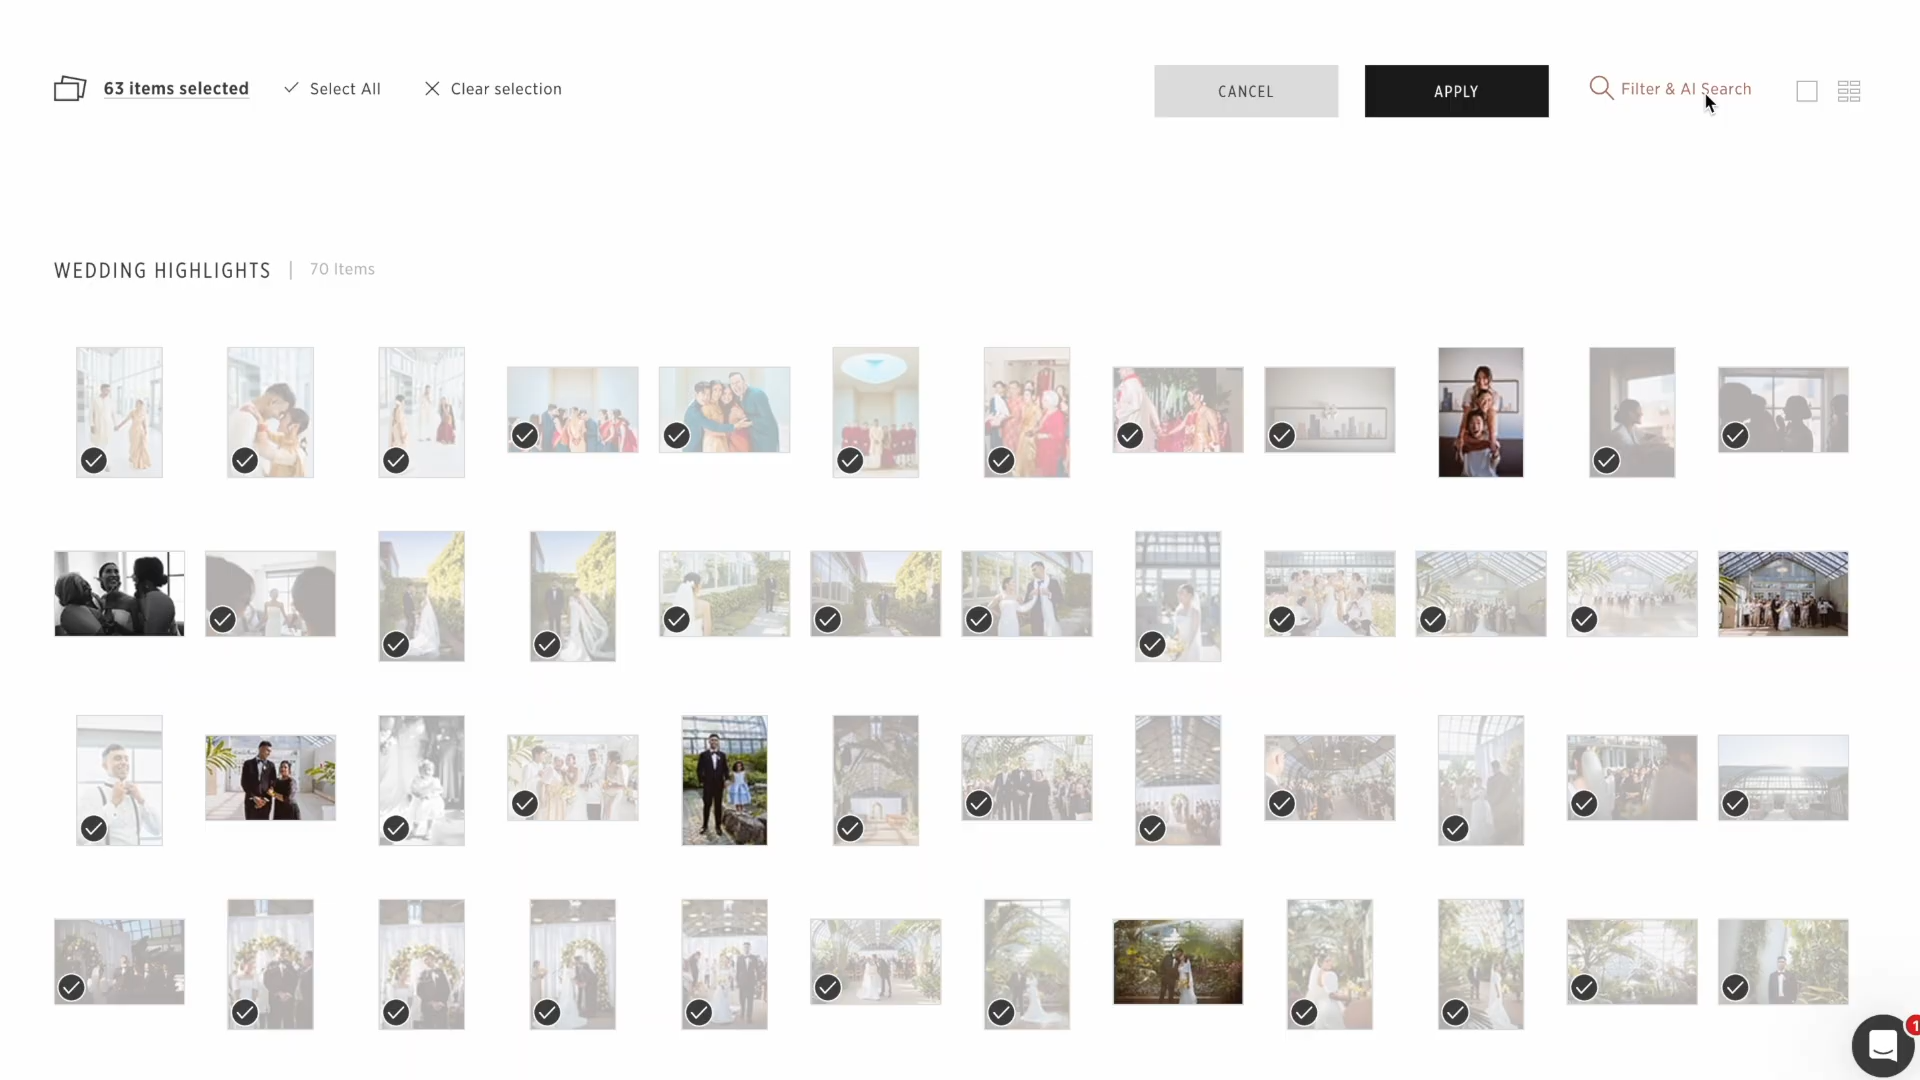 63 items selected
Select All
Clear selection
CANCEL
APPLY
Filter & AI Search
WEDDING HIGHLIGHTS | 70 Items
1